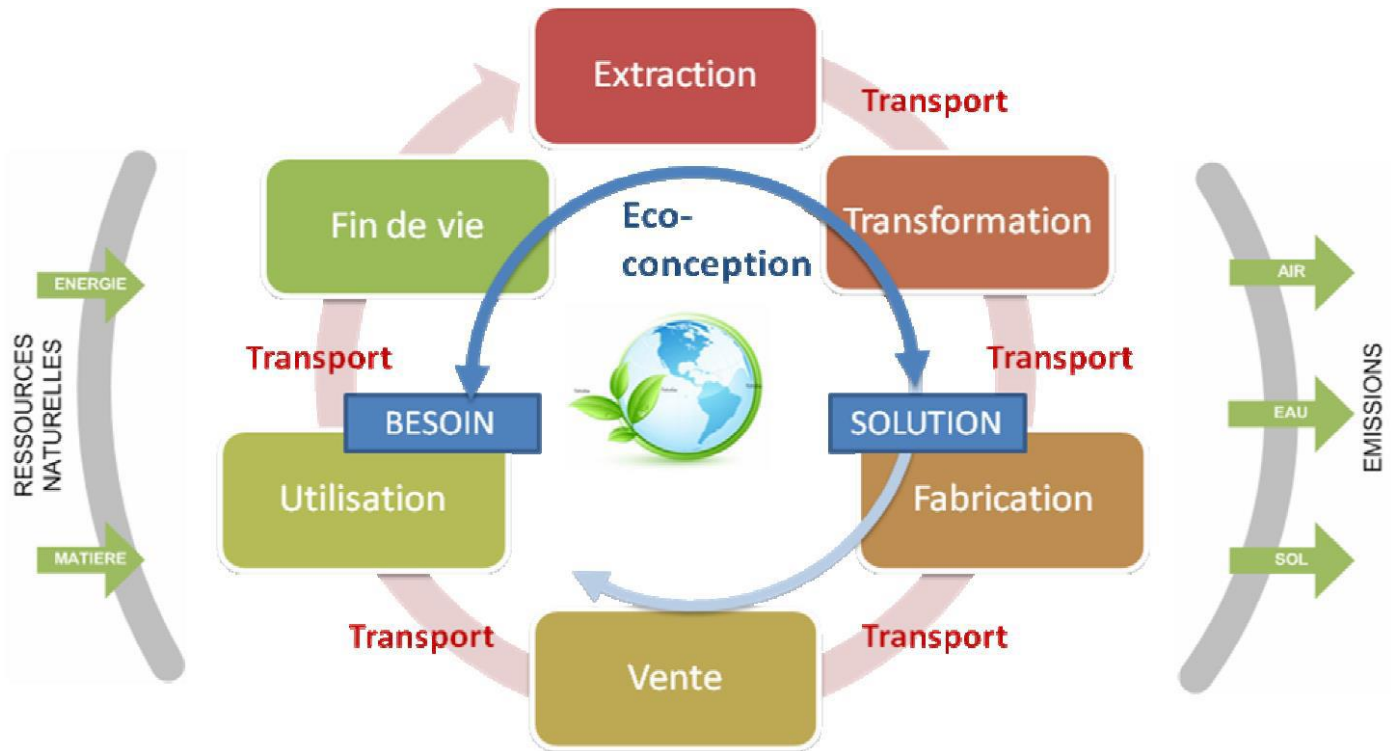 Extraction
Transport
Fin de vie
Eco-
conception
Transformation
ENERGIE
AIR
RESSOURCES
NATURELLES
Transport
Transport
BESOIN
SOLUTION
EAU
EMISSIONS
Utilisation
Fabrication
MATIERE
SOL
Transport
Transport
Vente